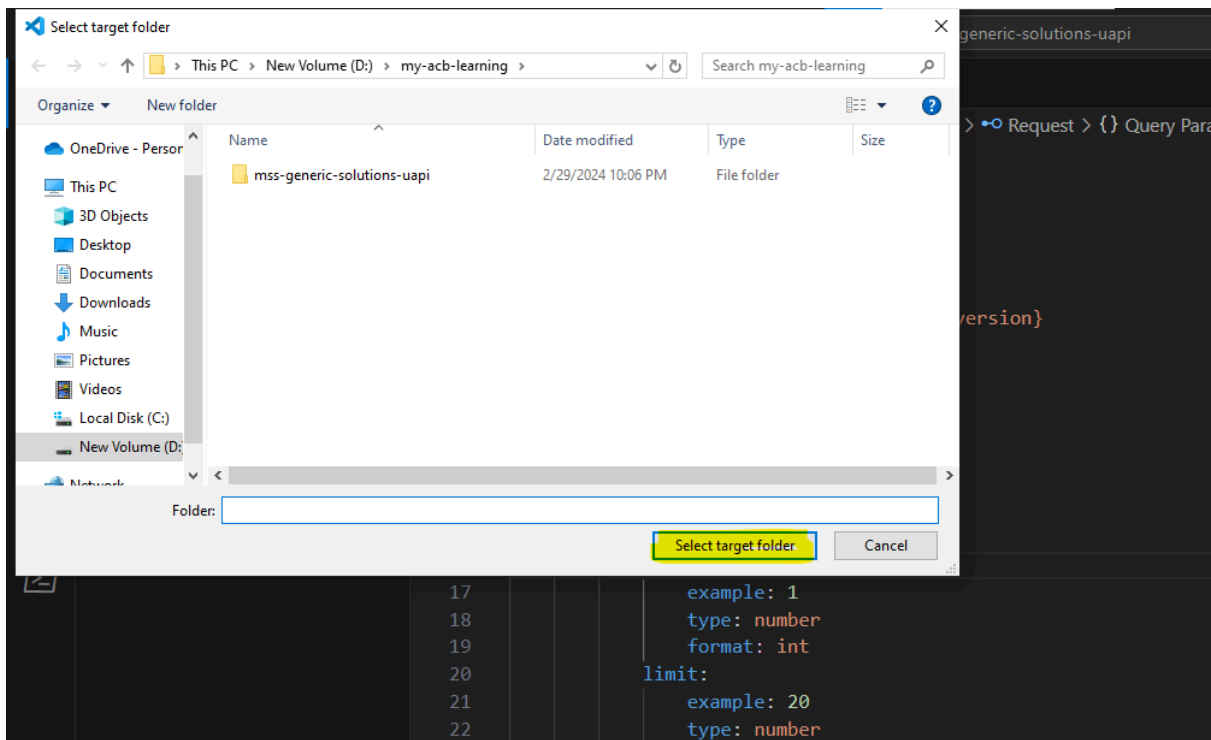 Select target folder
generic-solutions-uapi
This PC > New Volume (D:) > my-acb-learning >
Search my-acb-learning
Organize
New folder
> Request > {} Query Para
Name
Date modified
Type
Size
mss-generic-solutions-uapi
2/29/2024 10:06 PM
File folder
OneDrive - Person
This PC
3D Objects
Desktop
Documents
Downloads
Music
Pictures
Videos
Local Disk (C:)
New Volume (D:
Network
version}
Folder:
Select target folder
Cancel
17 example: 1
18 type: number
19 format: int
20 limit:
21 example: 20
22 type: number